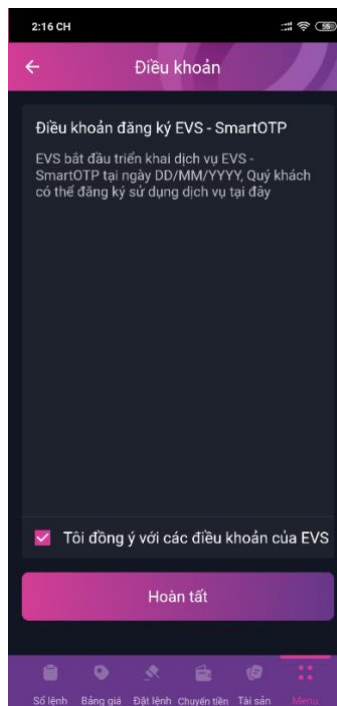 2:16 CH
58
Điều khoản
Điều khoản đăng ký EVS - SmartOTP
EVS bắt đầu triển khai dịch vụ EVS -
SmartOTP tại ngày DD/MM/YYYY, Quý khách
có thể đăng ký sử dụng dịch vụ tại đây
Tôi đồng ý với các điều khoản của EVS
Hoàn tất
Sổ lệnh Bảng giá Đặt lệnh Chuyển tiền Tài sản Menu